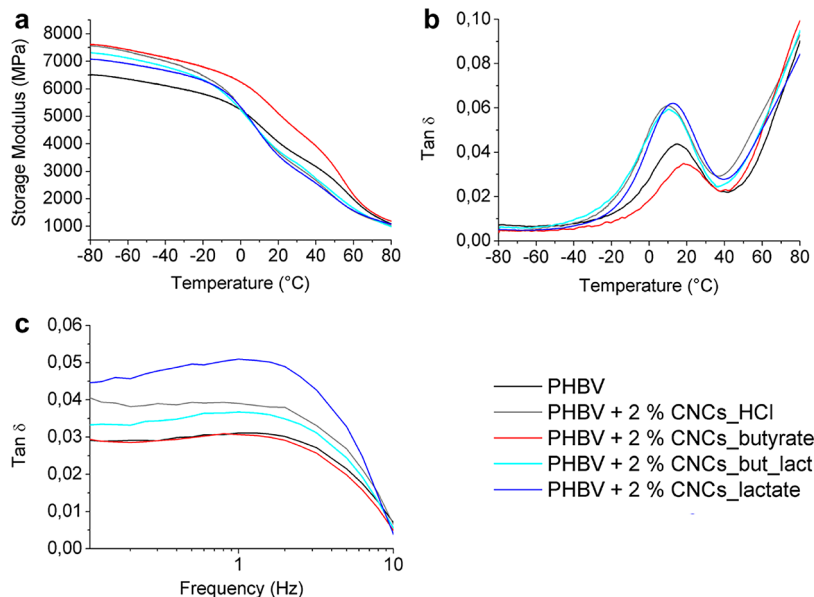 a
8000
7000
6000
5000
4000
3000
2000
1000
Storage Modulus (MPa)
-80 -60 -40 -20 0 20 40 60 80
Temperature (°C)
b
0,10
0,08
0,06
0,04
0,02
0,00
Tan δ
-80 -60 -40 -20 0 20 40 60 80
Temperature (°C)
c
0,06
0,05
0,04
0,03
0,02
0,01
0,00
Tan δ
1 10
Frequency (Hz)
PHBV
PHBV + 2 % CNCs_HCl
PHBV + 2 % CNCs_butyrate
PHBV + 2 % CNCs_but_lact
PHBV + 2 % CNCs_lactate